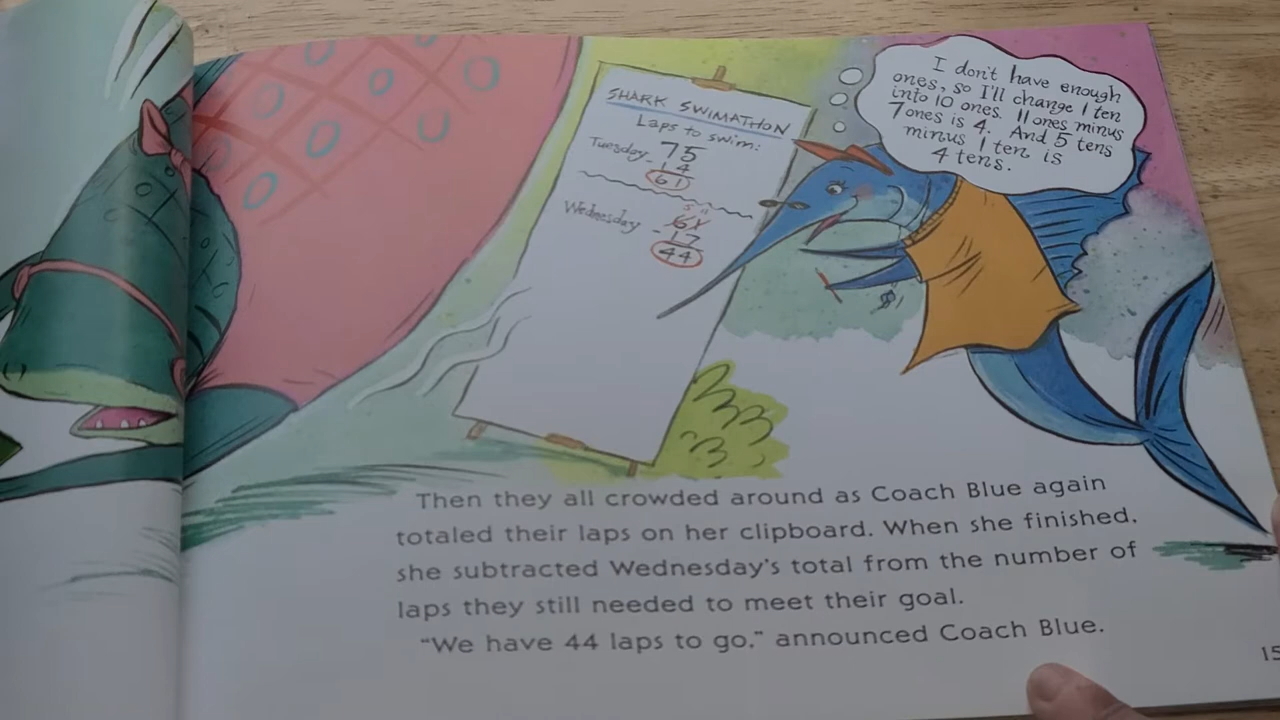 SHARK SWIMATHON
Laps to swim:
Tuesday 75
- 14
61
Wednesday 5 11
61
- 17
44
I don't have enough
ones, so I'll change 1 ten
into 10 ones. 11 ones minus
7 ones is 4. And 5 tens
minus 1 ten is
4 tens.
Then they all crowded around as Coach Blue again
totaled their laps on her clipboard. When she finished,
she subtracted Wednesday's total from the number of
laps they still needed to meet their goal.
"We have 44 laps to go," announced Coach Blue.
15